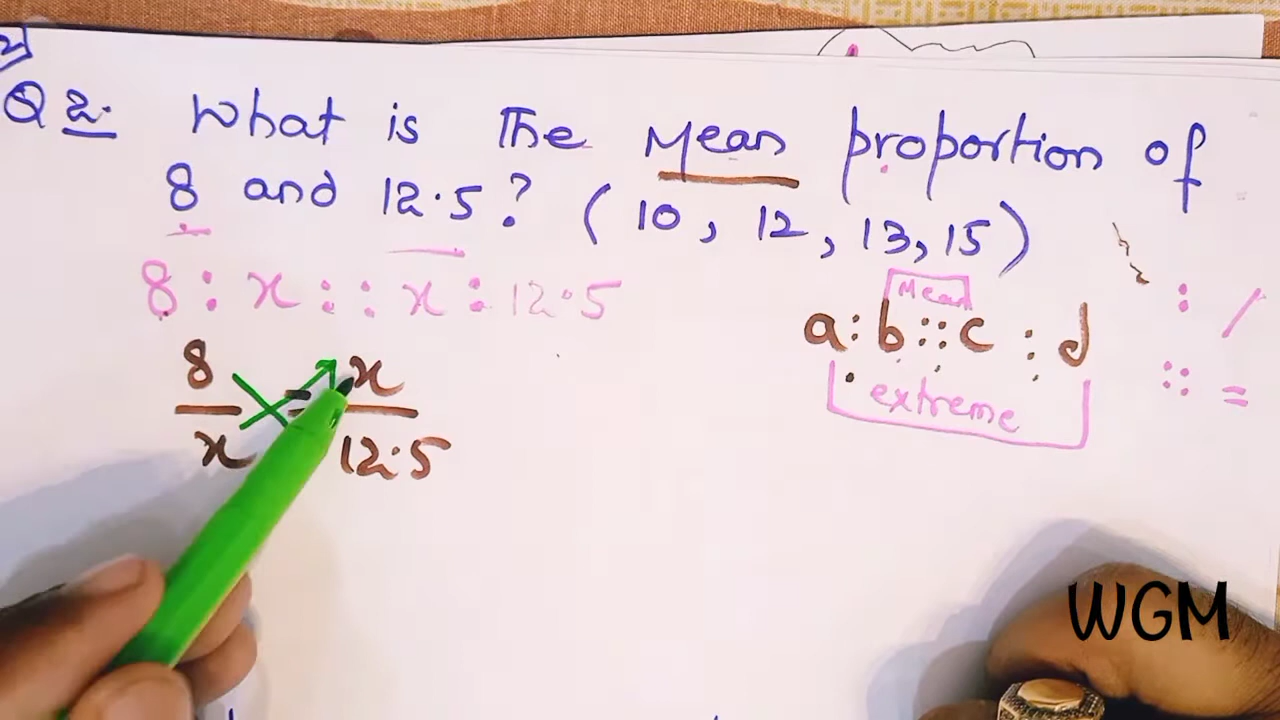 Q2. What is The Mean proportion of
8 and 12.5? (10, 12, 13, 15)
8 : x :: x : 12.5
Mean
a : b :: c : d
extreme
: /
:: =
8 = x
x 12.5
WGM